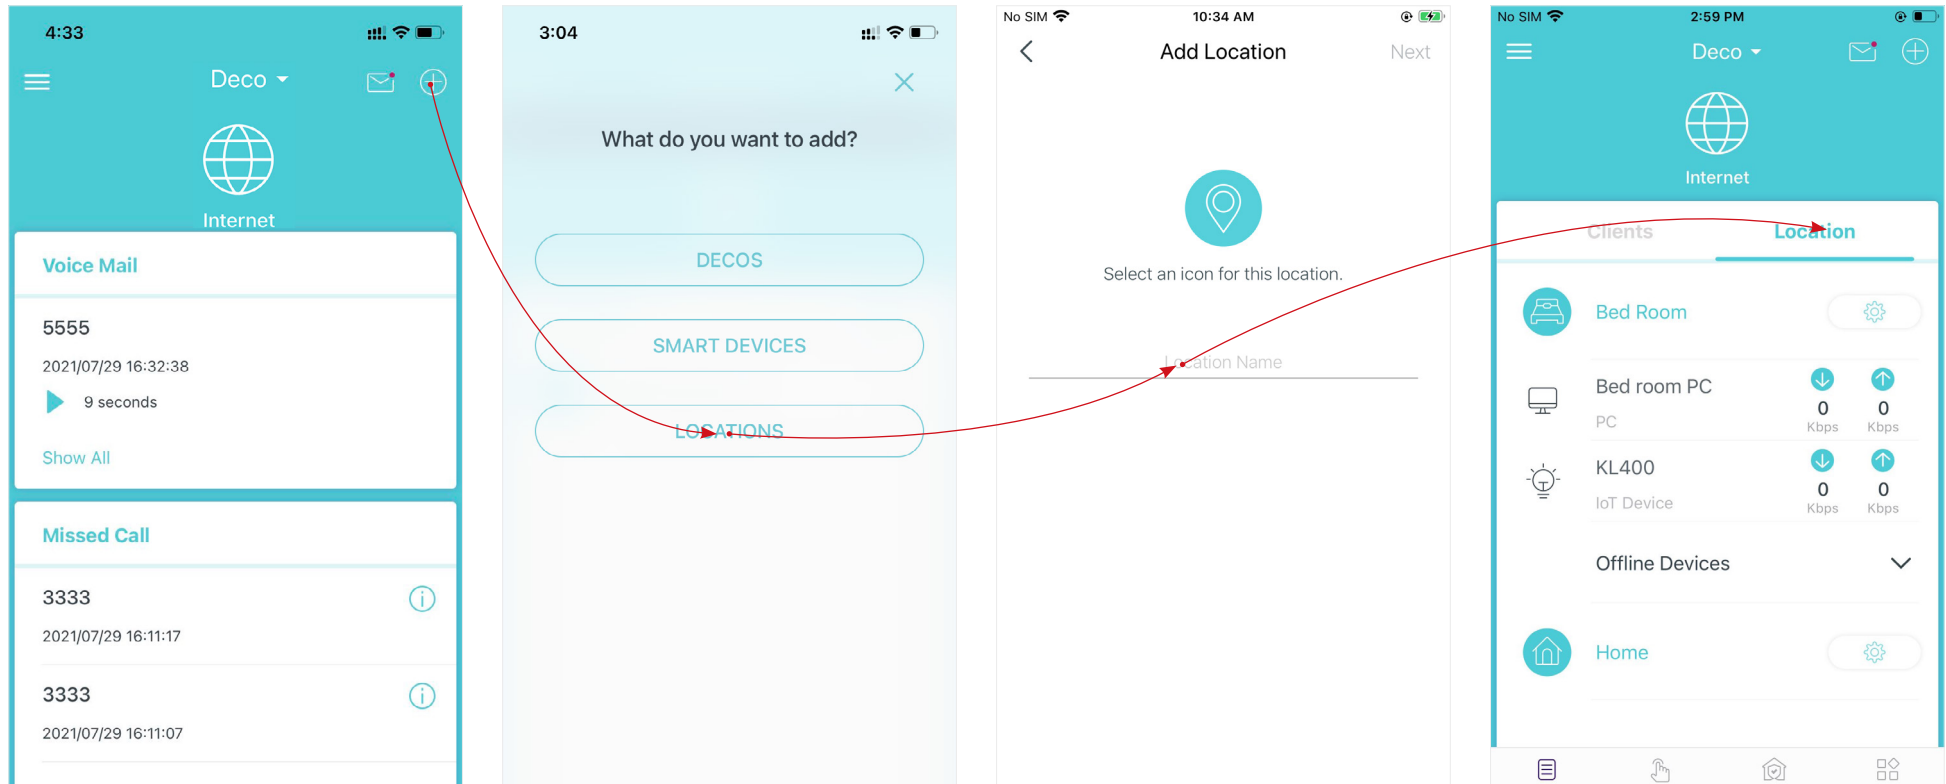 4:33
Deco
Internet
Voice Mail
5555
2021/07/29 16:32:38
9 seconds
Show All
Missed Call
3333
2021/07/29 16:11:17
3333
2021/07/29 16:11:07
3:04
What do you want to add?
DECOS
SMART DEVICES
LOCATIONS
No SIM 10:34 AM
Add Location Next
Select an icon for this location.
Location Name
No SIM 2:59 PM
Deco
Internet
Clients Location
Bed Room
Bed room PC
PC
0 0
Kbps Kbps
KL400
IoT Device
0 0
Kbps Kbps
Offline Devices
Home